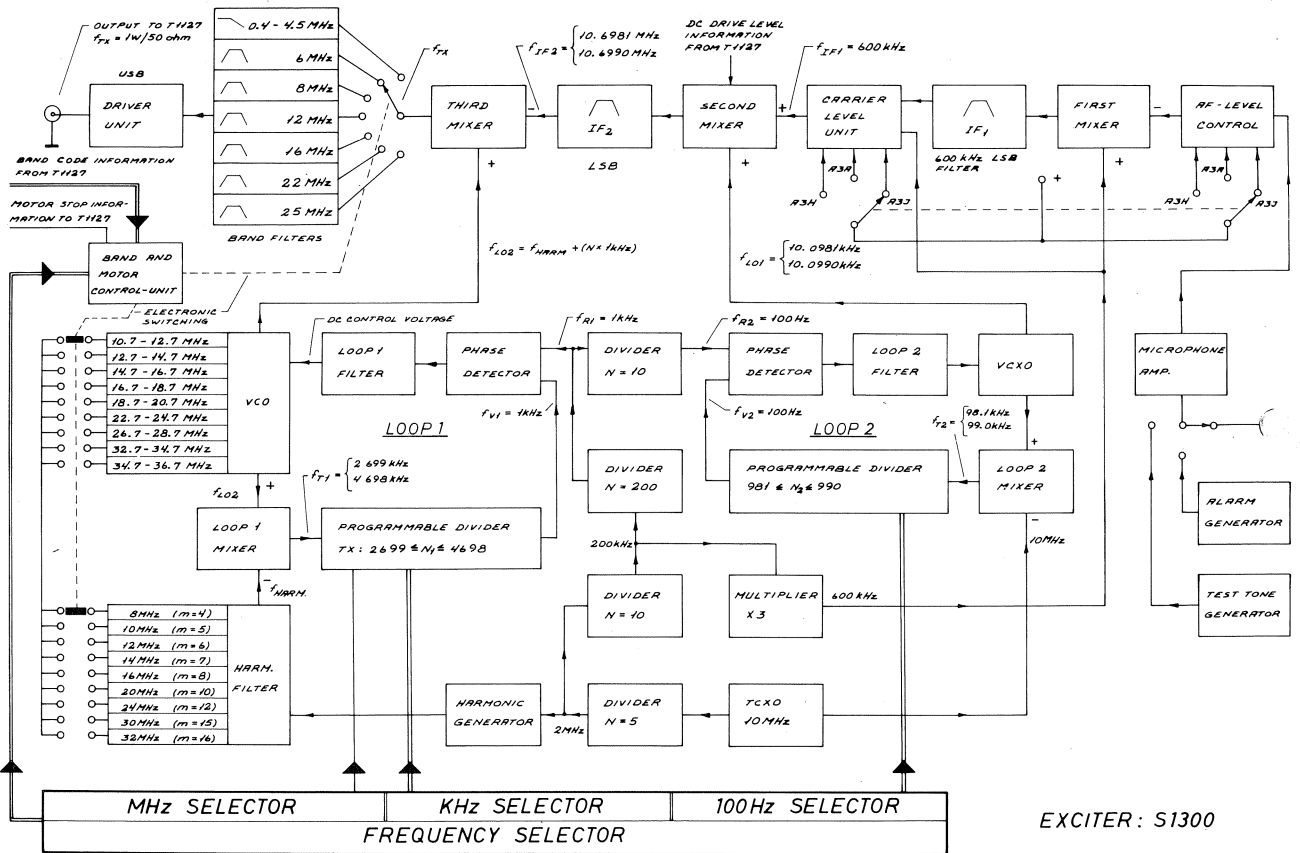 OUTPUT TO T1127
fTX = 1W/50 ohm
USB
DRIVER
UNIT
0.4 - 4.5 MHz
6 MHz
8 MHz
12 MHz
16 MHz
22 MHz
25 MHz
BAND FILTERS
fTX
THIRD
MIXER
+
-
fIF2 = { 10.6981 MHz
10.6990 MHz
IF2
LSB
DC DRIVE LEVEL
INFORMATION
FROM T1127
SECOND
MIXER
+
+
fIF1 = 600 kHz
CARRIER
LEVEL
UNIT
A3H
A3A
A3J
IF1
600 kHz LSB
FILTER
FIRST
MIXER
-
+
AF-LEVEL
CONTROL
A3H
A3A
A3J
+
BAND CODE INFORMATION
FROM T1127
MOTOR STOP INFOR-
MATION TO T1127
BAND AND
MOTOR
CONTROL-UNIT
ELECTRONIC
SWITCHING
fLO2 = fHARM + (N x 1kHz)
fLO1 = { 10.0981kHz
10.0990kHz
10.7 - 12.7 MHz
12.7 - 14.7 MHz
14.7 - 16.7 MHz
16.7 - 18.7 MHz
18.7 - 20.7 MHz
22.7 - 24.7 MHz
26.7 - 28.7 MHz
32.7 - 34.7 MHz
34.7 - 36.7 MHz
VCO
DC CONTROL VOLTAGE
LOOP 1
FILTER
PHASE
DETECTOR
fR1 = 1kHz
DIVIDER
N = 10
fR2 = 100Hz
PHASE
DETECTOR
LOOP 2
FILTER
VCXO
MICROPHONE
AMP.
fV1 = 1kHz
LOOP 1
fV2 = 100Hz
LOOP 2
fT2 = { 98.1kHz
99.0kHz
+
fLO2
+
fT1 = { 2 699 kHz
4 698 kHz
DIVIDER
N = 200
PROGRAMMABLE DIVIDER
981 ≤ N2 ≤ 990
LOOP 2
MIXER
-
10MHz
ALARM
GENERATOR
LOOP 1
MIXER
PROGRAMMABLE DIVIDER
TX: 2699 ≤ N1 ≤ 4698
200kHz
- fHARM.
DIVIDER
N = 10
MULTIPLIER
X 3
600 kHz
TEST TONE
GENERATOR
8MHz (m=4)
10MHz (m=5)
12MHz (m=6)
14MHz (m=7)
16MHz (m=8)
20MHz (m=10)
24MHz (m=12)
30MHz (m=15)
32MHz (m=16)
HARM.
FILTER
HARMONIC
GENERATOR
2MHz
DIVIDER
N = 5
TCXO
10MHz
MHz SELECTOR
KHz SELECTOR
100Hz SELECTOR
FREQUENCY SELECTOR
EXCITER: S1300